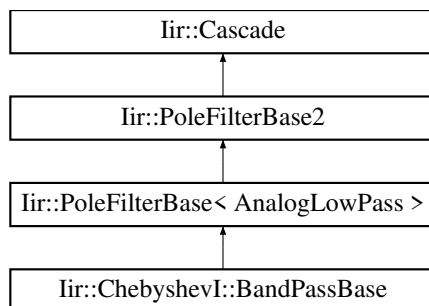 Iir::Cascade
Iir::PoleFilterBase2
Iir::PoleFilterBase< AnalogLowPass >
Iir::ChebyshevI::BandPassBase